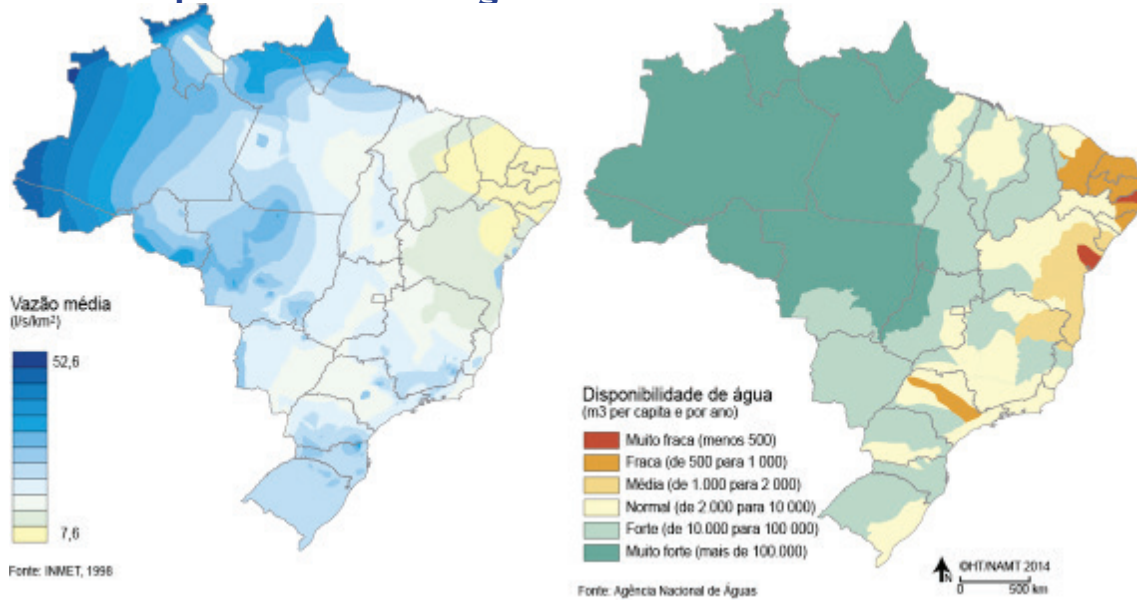 Vazão média
(l/s/km²)
52,6
7,6
Fonte: INMET, 1998
Disponibilidade de água
(m3 per capita e por ano)
Muito fraca (menos 500)
Fraca (de 500 para 1 000)
Média (de 1.000 para 2 000)
Normal (de 2.000 para 10 000)
Forte (de 10.000 para 100 000)
Muito forte (mais de 100.000)
Fonte: Agência Nacional de Águas
N
©HT/NAMT 2014
0 500 km